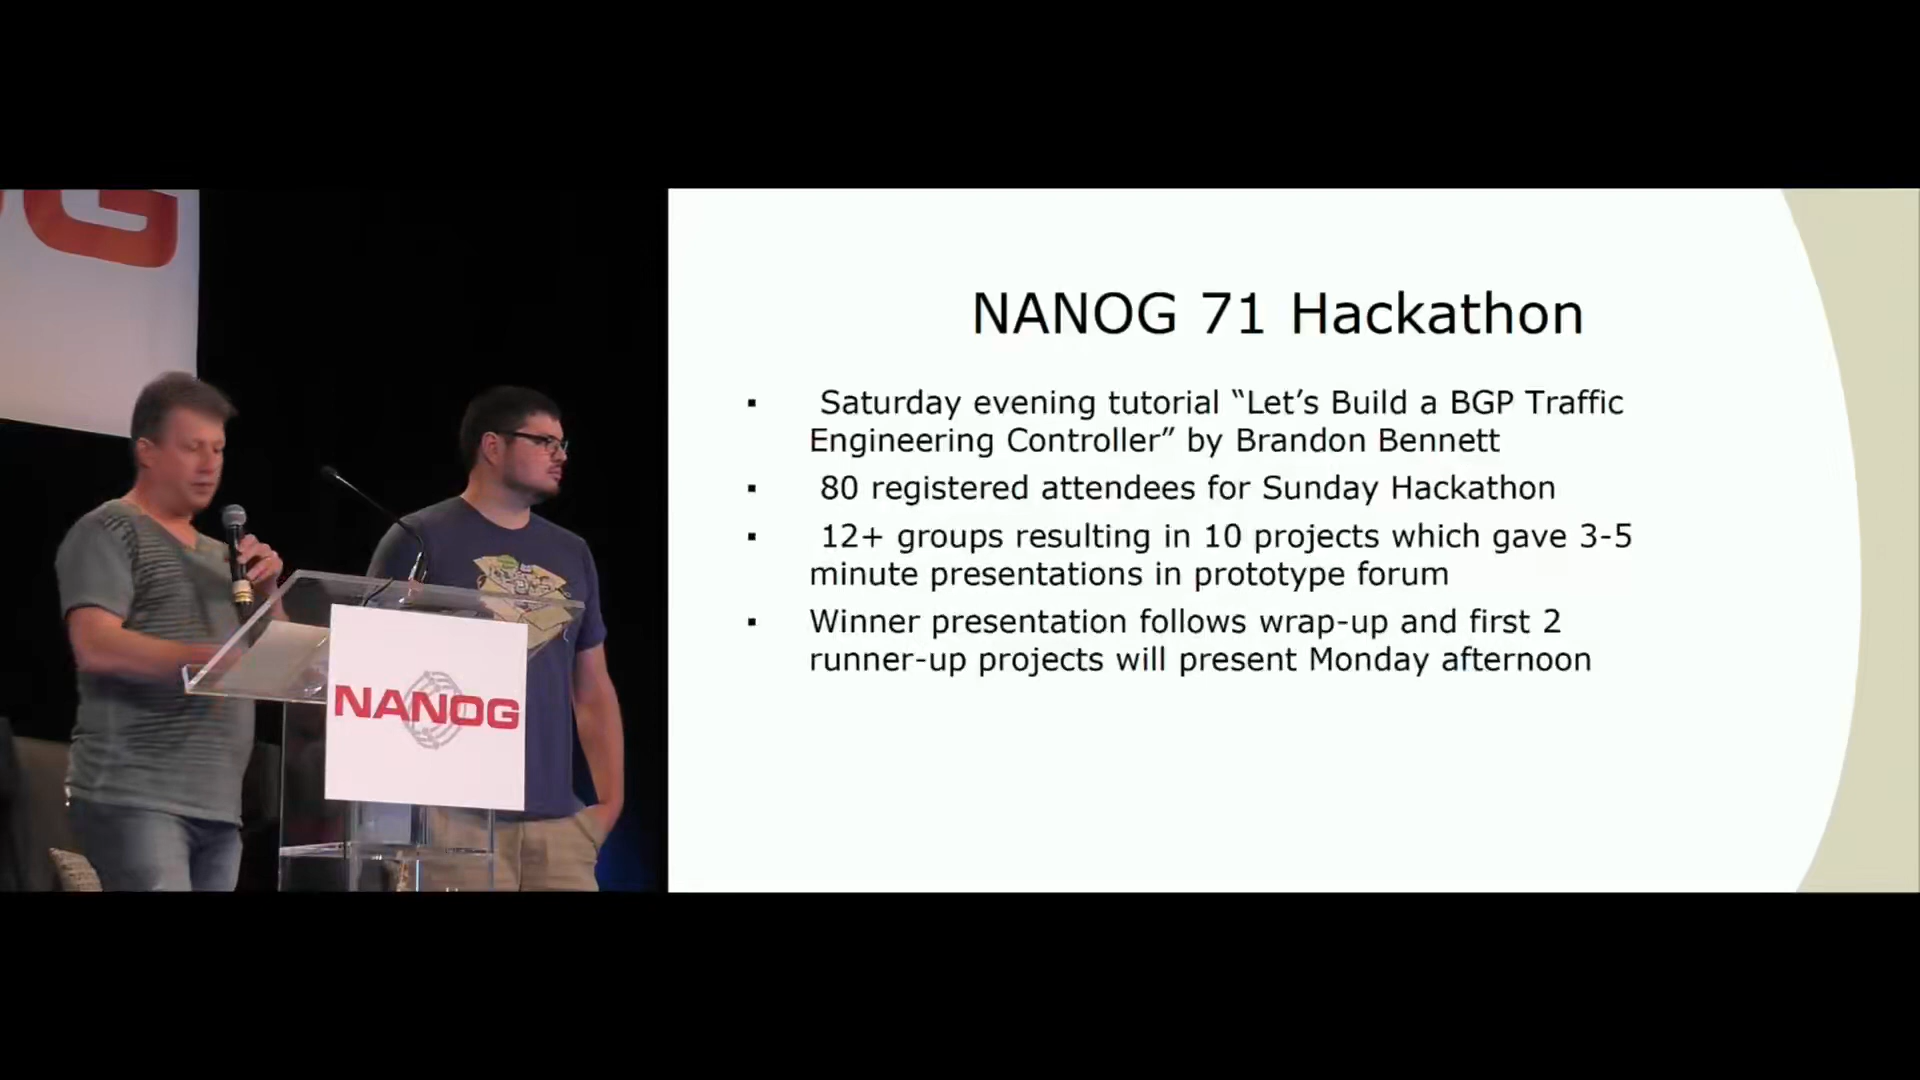 G
NANOG
NANOG 71 Hackathon
▪ Saturday evening tutorial “Let’s Build a BGP Traffic
Engineering Controller” by Brandon Bennett
▪ 80 registered attendees for Sunday Hackathon
▪ 12+ groups resulting in 10 projects which gave 3-5
minute presentations in prototype forum
▪ Winner presentation follows wrap-up and first 2
runner-up projects will present Monday afternoon